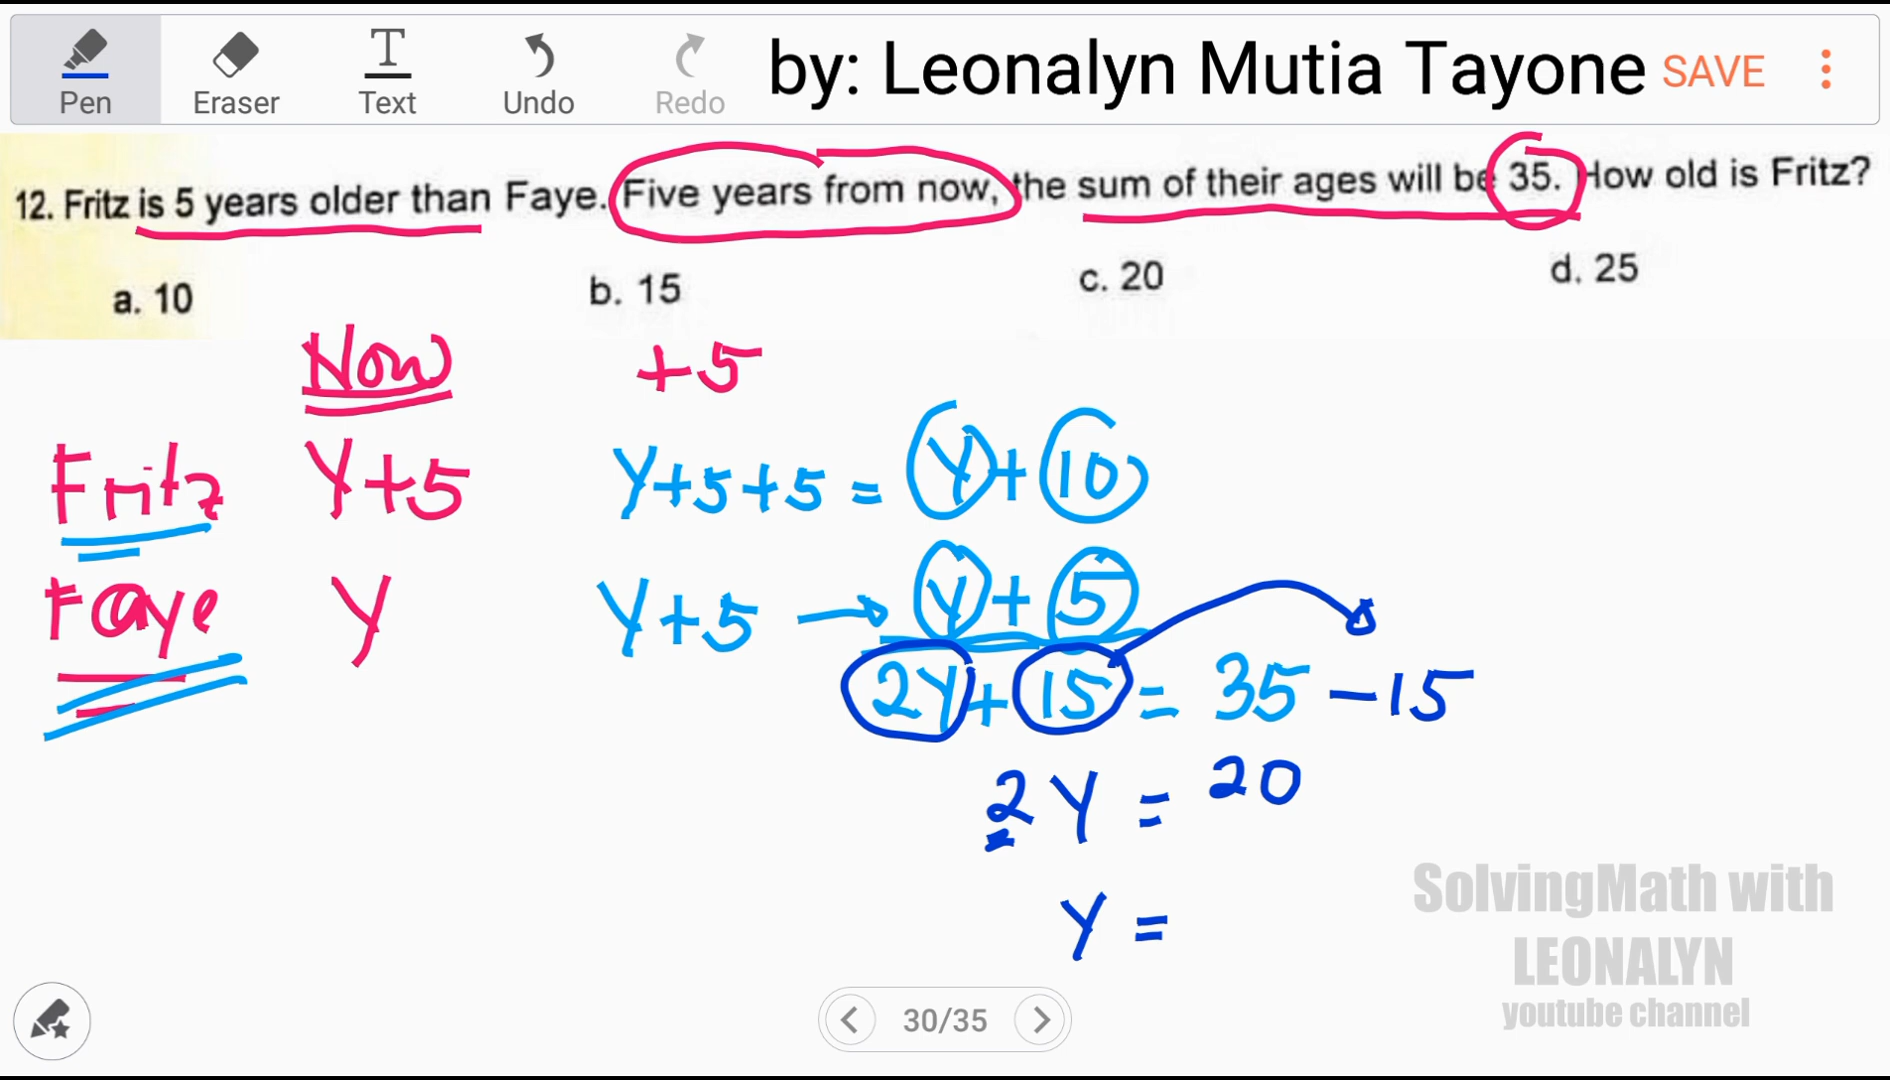 Pen Eraser Text Undo Redo by: Leonalyn Mutia Tayone SAVE
12. Fritz is 5 years older than Faye. Five years from now, the sum of their ages will be 35. How old is Fritz?
a. 10 b. 15 c. 20 d. 25
Now +5
Fritz Y+5 Y+5+5 = Y+10
Faye Y Y+5 → Y+5
2Y+15 = 35 -15
2Y = 20
Y =
SolvingMath with
LEONALYN
youtube channel
30/35